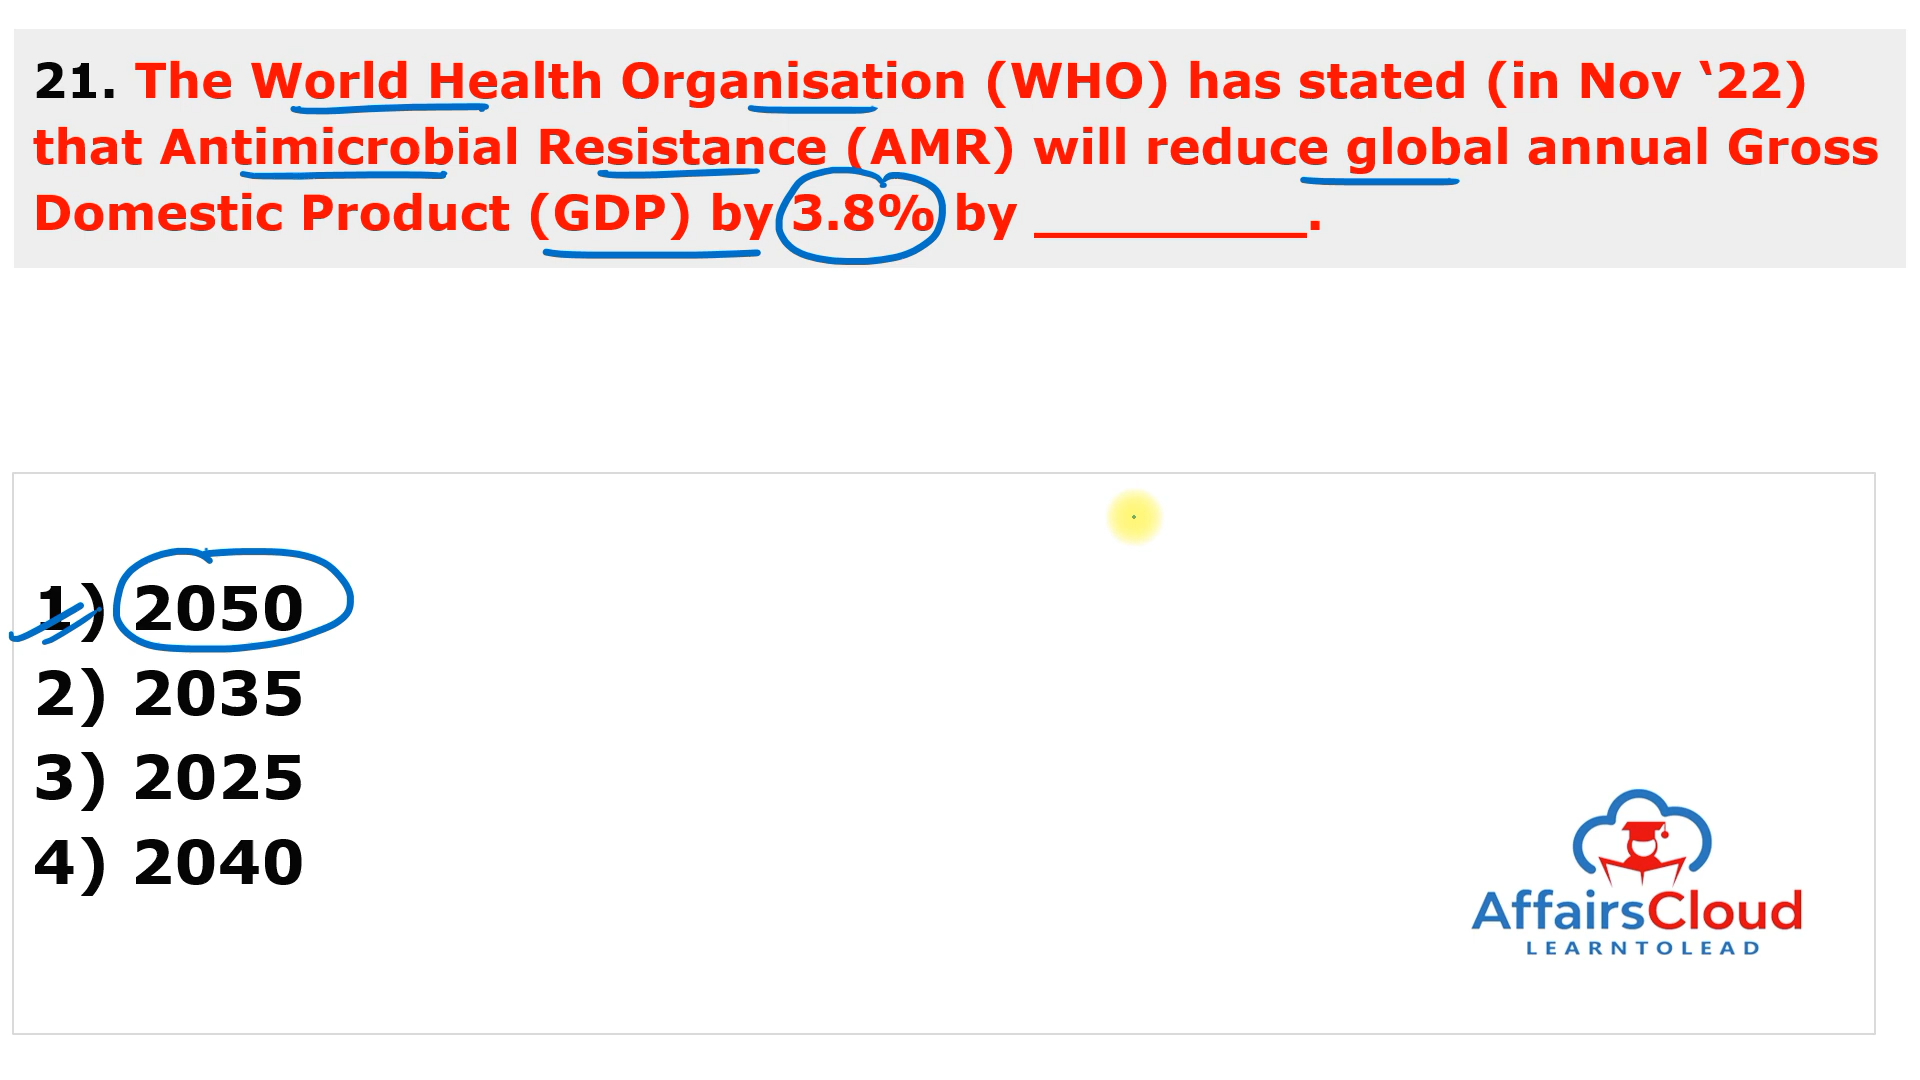 21. The World Health Organisation (WHO) has stated (in Nov ‘22)
that Antimicrobial Resistance (AMR) will reduce global annual Gross
Domestic Product (GDP) by 3.8% by __________.
1) 2050
2) 2035
3) 2025
4) 2040
AffairsCloud
LEARNTOLEAD